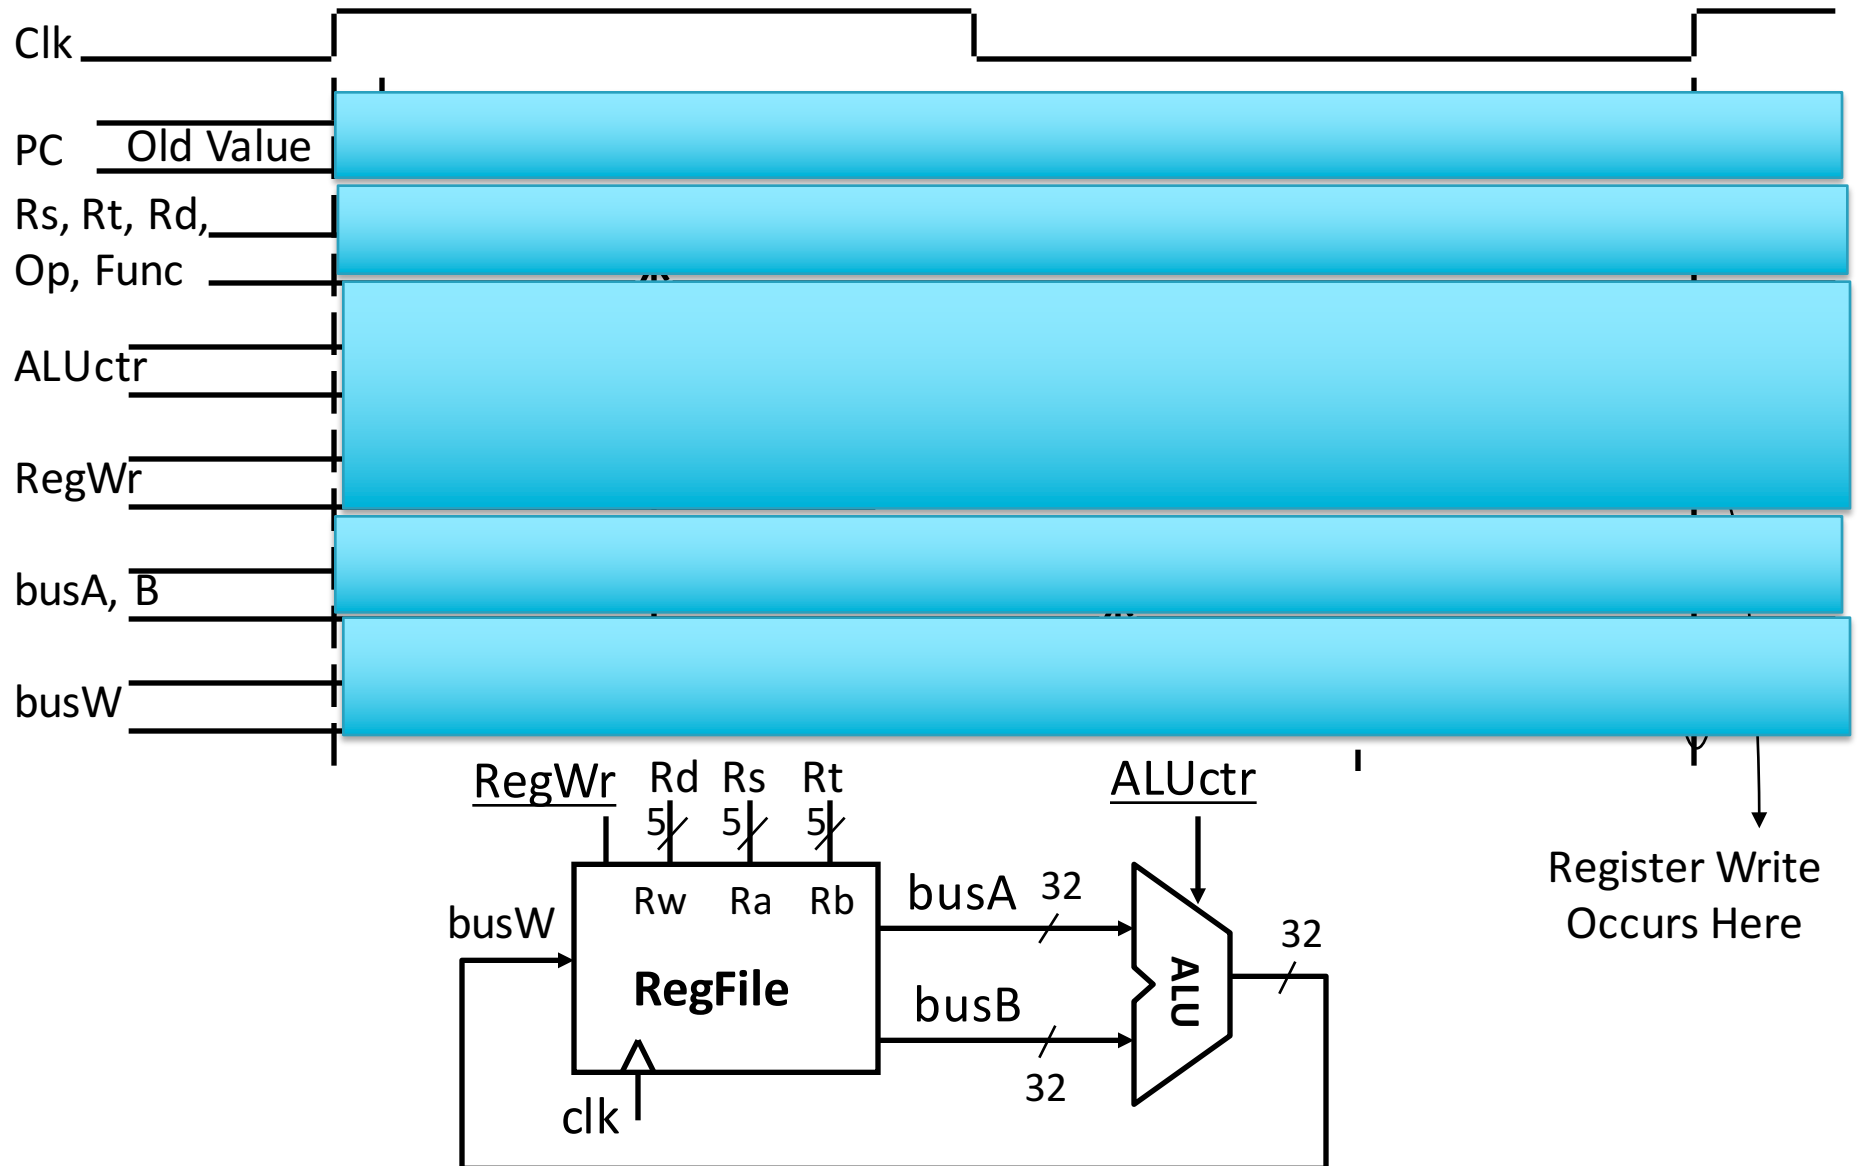 Clk
PC Old Value
Rs, Rt, Rd,
Op, Func
ALUctr
RegWr
busA, B
busW
RegWr Rd Rs Rt ALUctr
5 5 5
Rw Ra Rb
busW
busA 32
32
RegFile
ALU
busB
32
clk
Register Write
Occurs Here